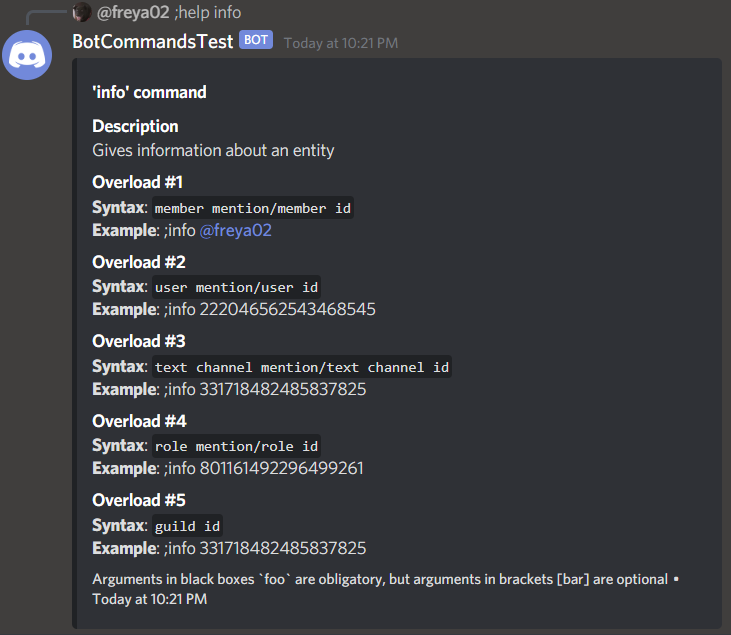 @freya02 ;help info
BotCommandsTest BOT Today at 10:21 PM
'info' command
Description
Gives information about an entity
Overload #1
Syntax: member mention/member id
Example: ;info @freya02
Overload #2
Syntax: user mention/user id
Example: ;info 222046562543468545
Overload #3
Syntax: text channel mention/text channel id
Example: ;info 331718482485837825
Overload #4
Syntax: role mention/role id
Example: ;info 801161492296499261
Overload #5
Syntax: guild id
Example: ;info 331718482485837825
Arguments in black boxes `foo` are obligatory, but arguments in brackets [bar] are optional •
Today at 10:21 PM